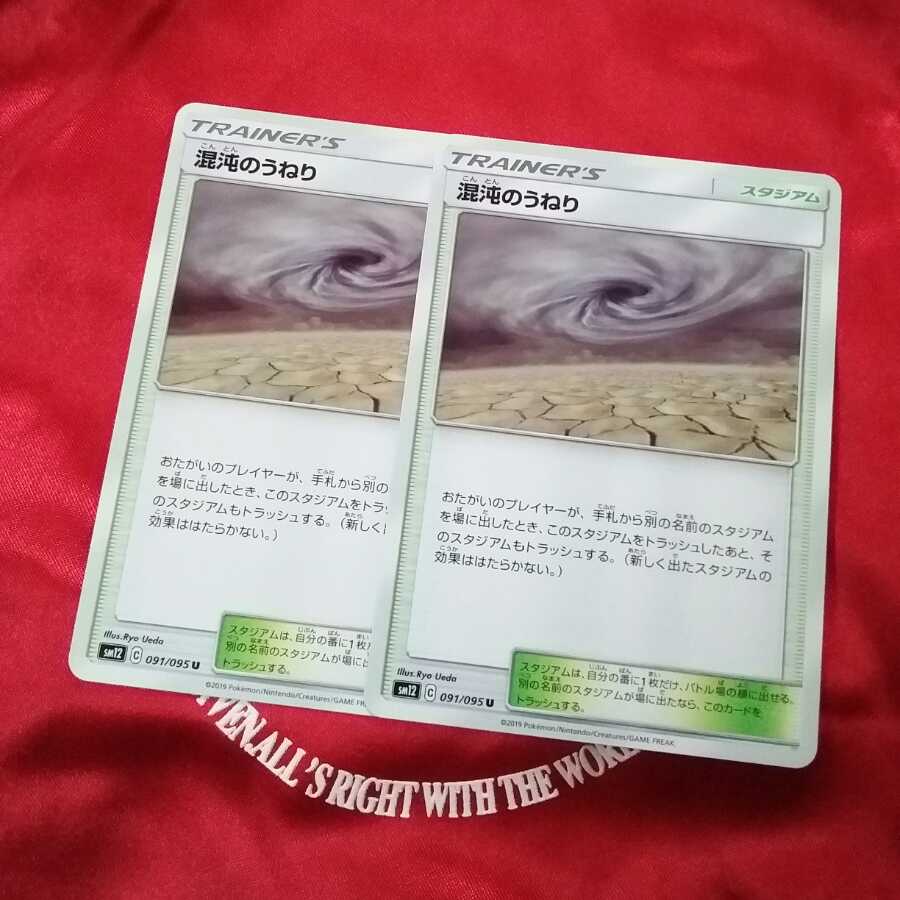 TRAINER'S
混沌のうねり
おたがいのプレイヤーが、手札から別の
を場に出したとき、このスタジアムをトラッ
のスタジアムもトラッシュする。（新しく
効果ははたらかない。）
Illus.Ryo Ueda
スタジアムは、自分の番に1枚だ
別の名前のスタジアムが場に
トラッシュする。
SM12 C 091/095 U
©2019 Pokémon/Nintendo/Creatures/GAME FR
TRAINER'S
スタジアム
混沌のうねり
おたがいのプレイヤーが、手札から別の名前のスタジアム
を場に出したとき、このスタジアムをトラッシュしたあと、そ
のスタジアムもトラッシュする。（新しく出たスタジアムの
効果ははたらかない。）
Illus.Ryo Ueda
スタジアムは、自分の番に1枚だけ、バトル場の横に出せる。
別の名前のスタジアムが場に出たなら、このカードを
トラッシュする。
SM12 C 091/095 U
©2019 Pokémon/Nintendo/Creatures/GAME FREAK.
VEN.ALL'S RIGHT WITH THE WOR